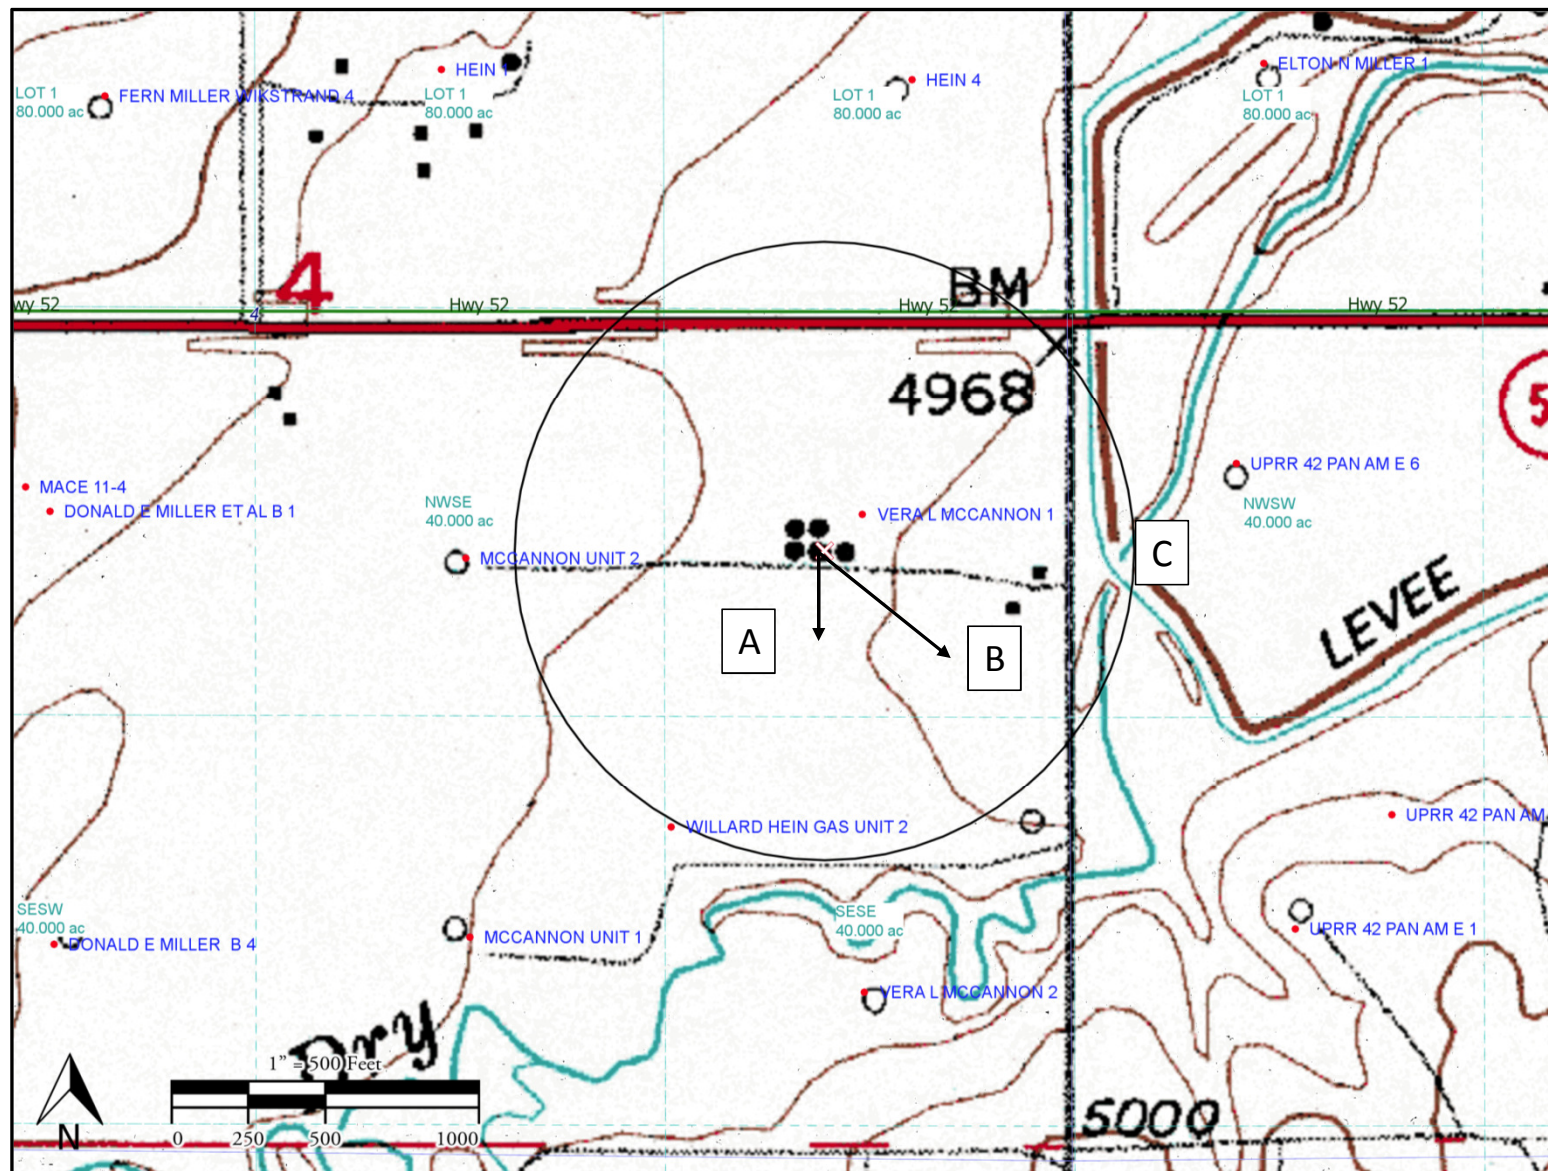 HEIN 1
HEIN 4
ELTON N MILLER 1
LOT 1
80.000 ac
FERN MILLER WIKSTRAND 4
LOT 1
80.000 ac
LOT 1
80.000 ac
LOT 1
80.000 ac
4
BM
wy 52
Hwy 52
Hwy 52
Hwy 52
4
4968
5
UPRR 42 PAN AM E 6
MACE 11-4
DONALD E MILLER ET AL B 1
NWSE
40.000 ac
VERA L MCCANNON 1
NWSW
40.000 ac
MCCANNON UNIT 2
C
A
B
LEVEE
WILLARD HEIN GAS UNIT 2
UPRR 42 PAN AM
SESW
40.000 ac
DONALD E MILLER B 4
MCCANNON UNIT 1
SESE
40.000 ac
UPRR 42 PAN AM E 1
VERA L MCCANNON 2
Dry
1" = 500 Feet
N
0 250 500 1000
5000